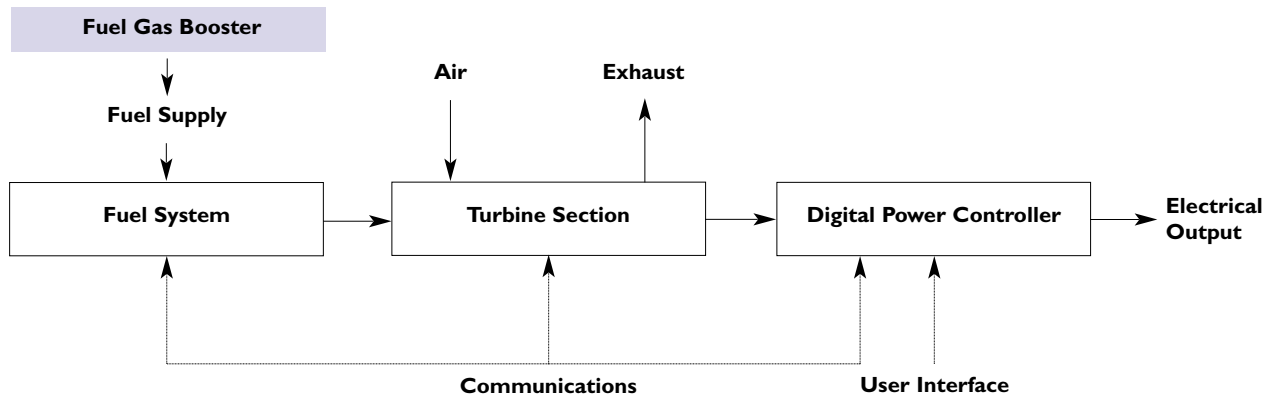 Fuel Gas Booster
Air
Exhaust
Fuel Supply
Fuel System
Turbine Section
Digital Power Controller
Electrical
Output
Communications
User Interface